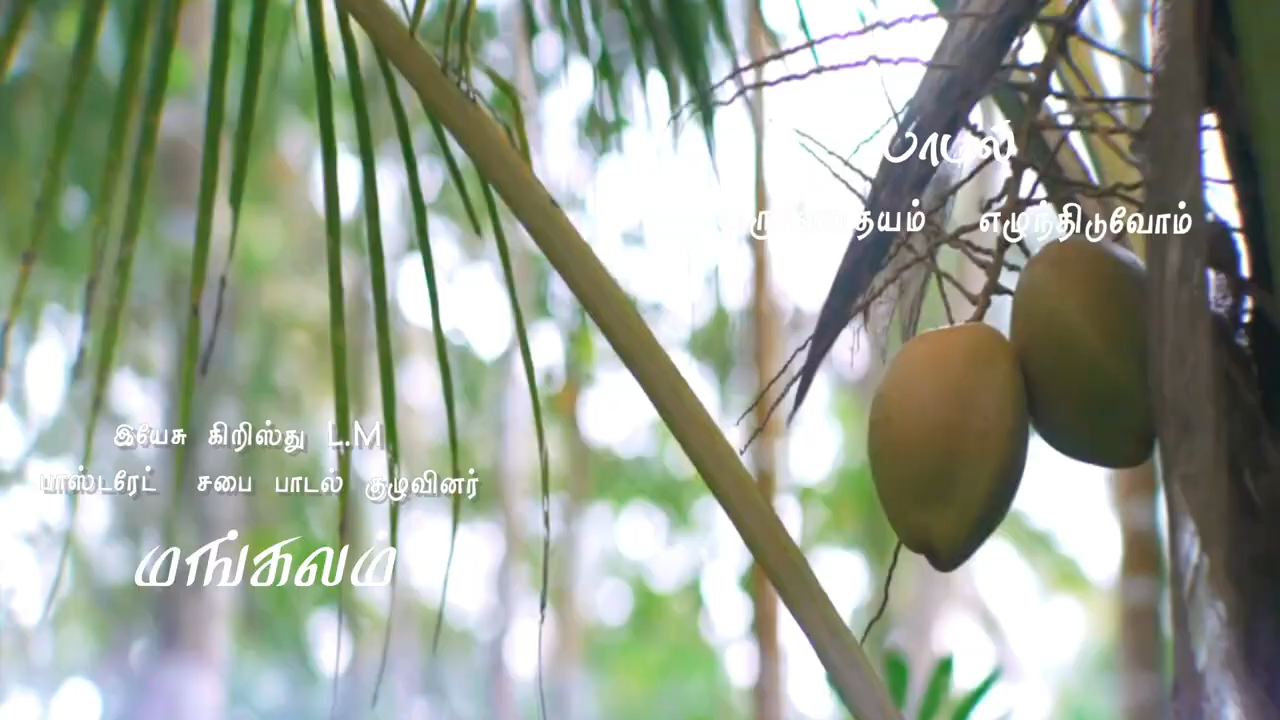 பாடல்
எழுந்திடுவோம்
இயேசு கிறிஸ்து L.M
பாஸ்டரேட் சபை பாடல் குழுவினர்
மங்கலம்